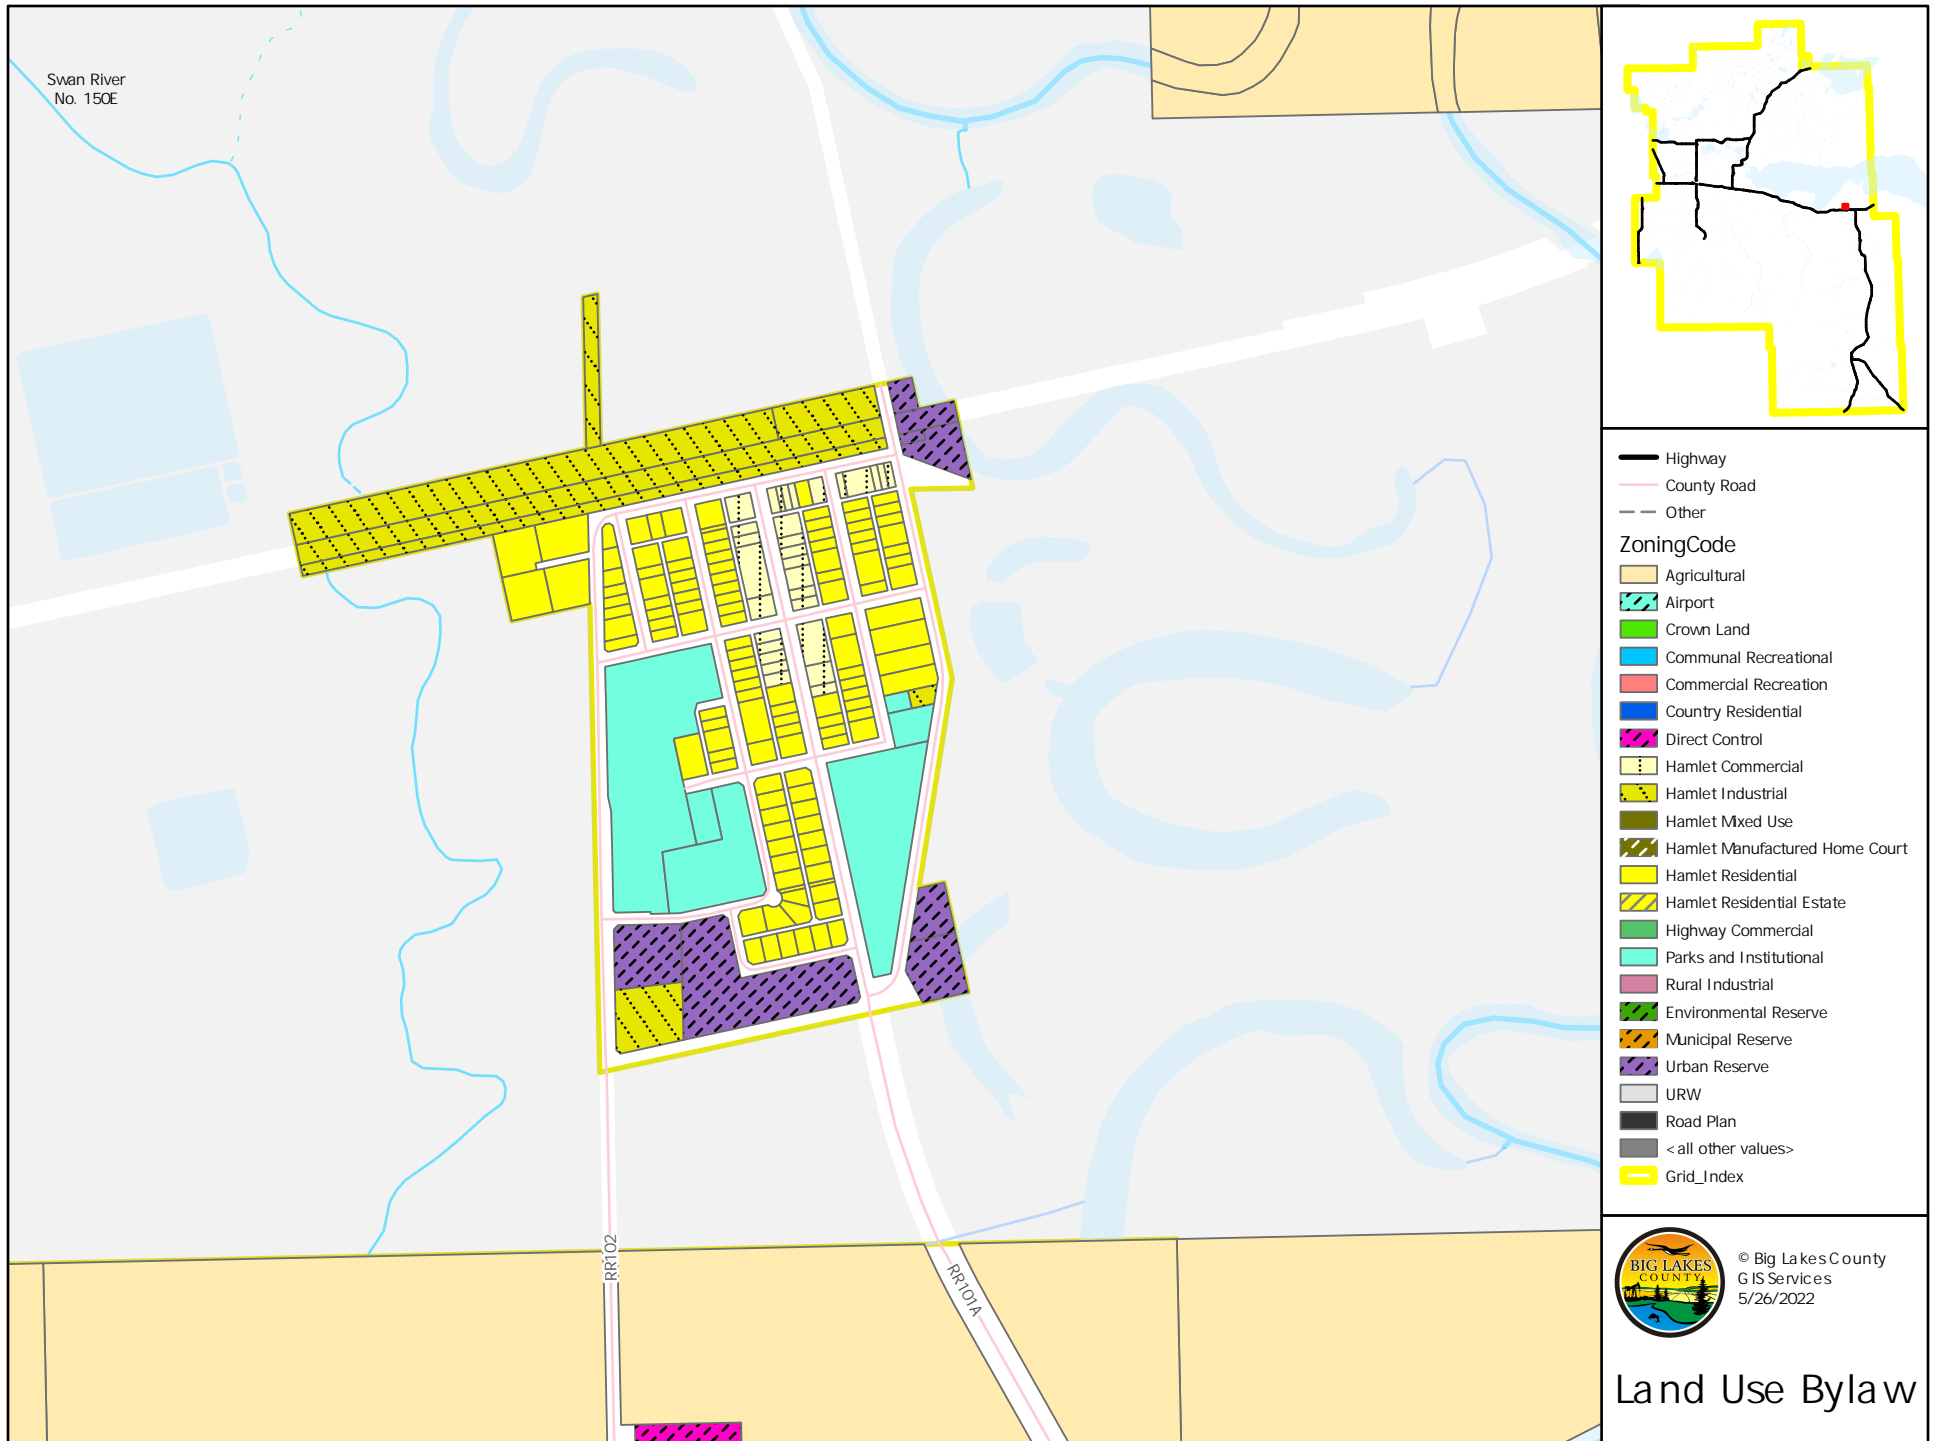 Swan River
No. 150E
RR102
RR101A
Highway
County Road
Other
ZoningCode
Agricultural
Airport
Crown Land
Communal Recreational
Commercial Recreation
Country Residential
Direct Control
Hamlet Commercial
Hamlet Industrial
Hamlet Mixed Use
Hamlet Manufactured Home Court
Hamlet Residential
Hamlet Residential Estate
Highway Commercial
Parks and Institutional
Rural Industrial
Environmental Reserve
Municipal Reserve
Urban Reserve
URW
Road Plan
<all other values>
Grid_Index
BIG LAKES
COUNTY
© Big Lakes County
GIS Services
5/26/2022
Land Use Bylaw